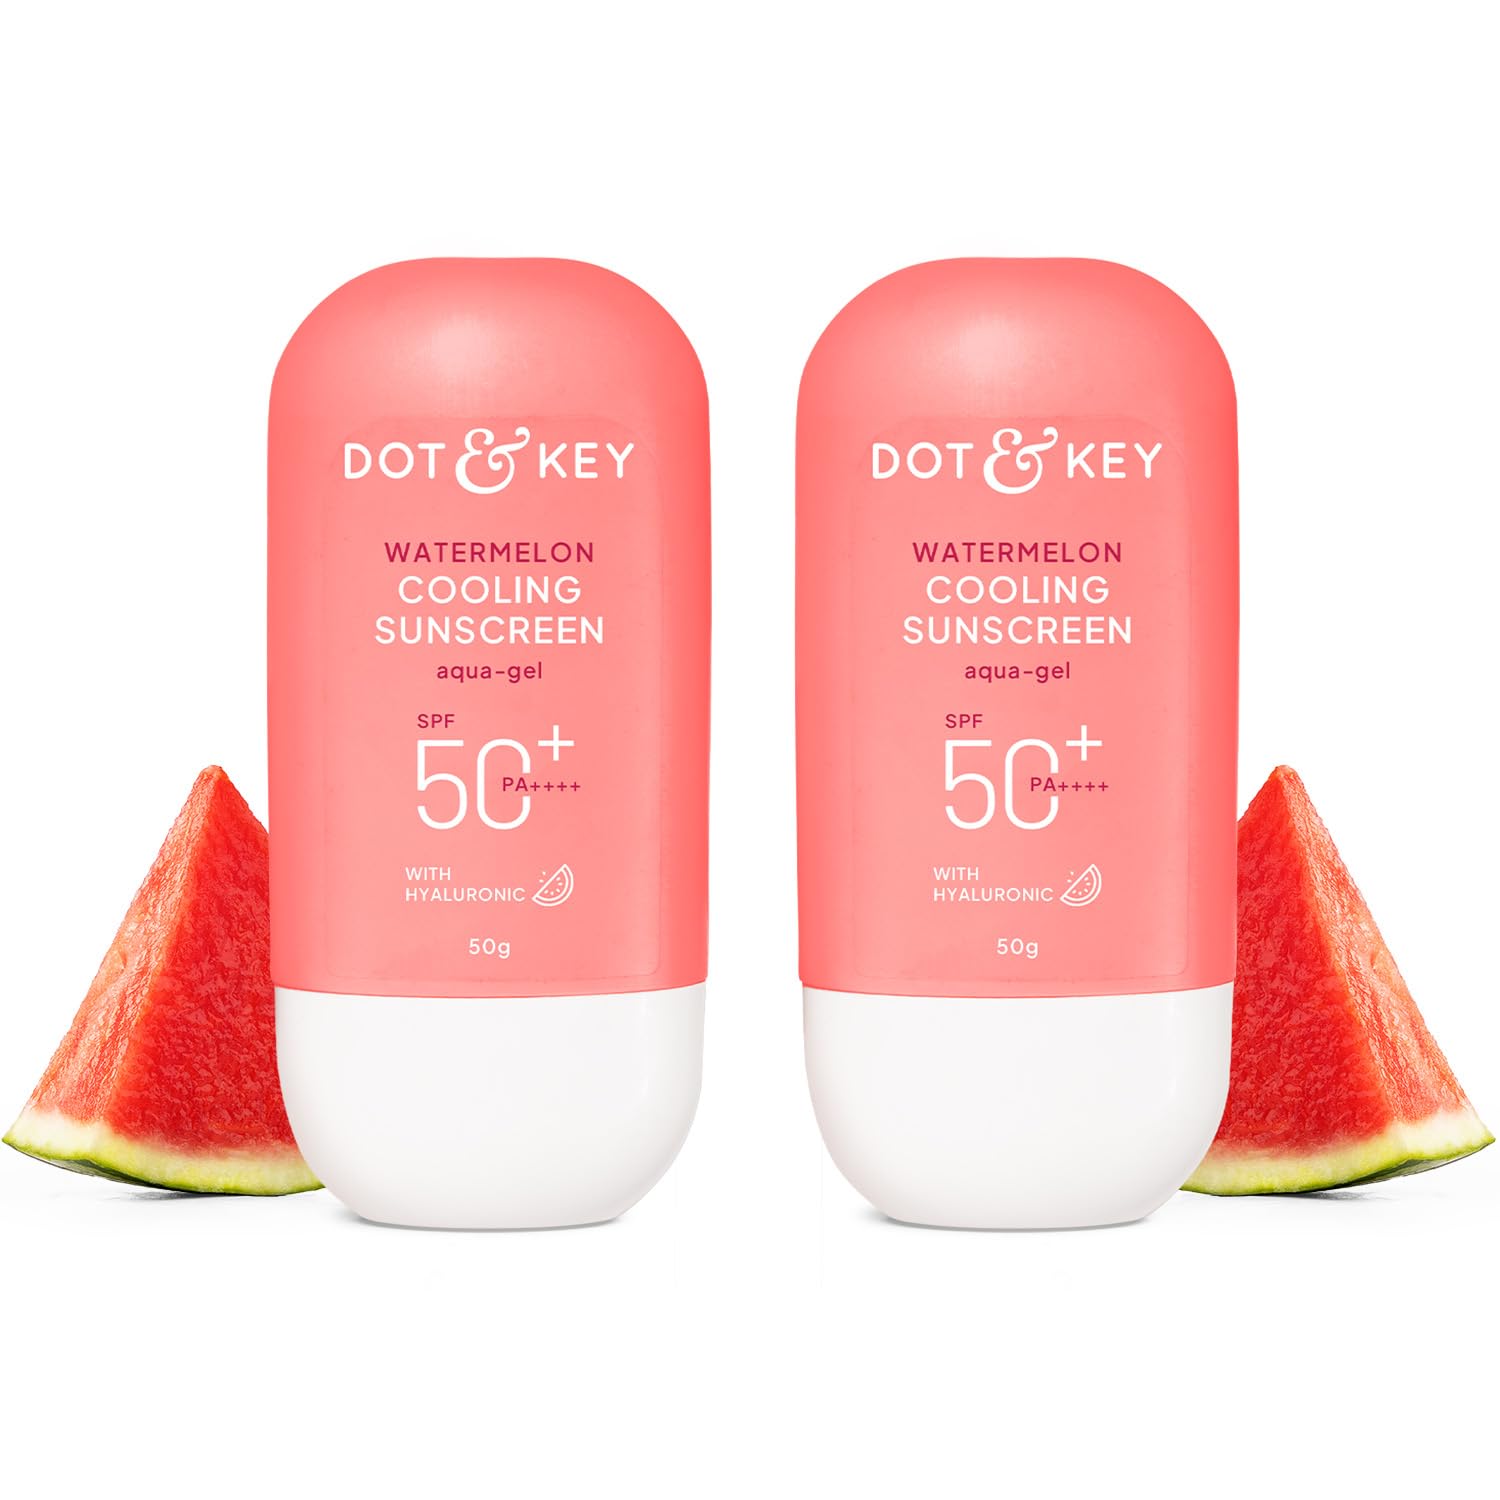 DOT & KEY
WATERMELON
COOLING
SUNSCREEN
aqua-gel
SPF
50+
PA++++
WITH
HYALURONIC
50g
DOT & KEY
WATERMELON
COOLING
SUNSCREEN
aqua-gel
SPF
50+
PA++++
WITH
HYALURONIC
50g